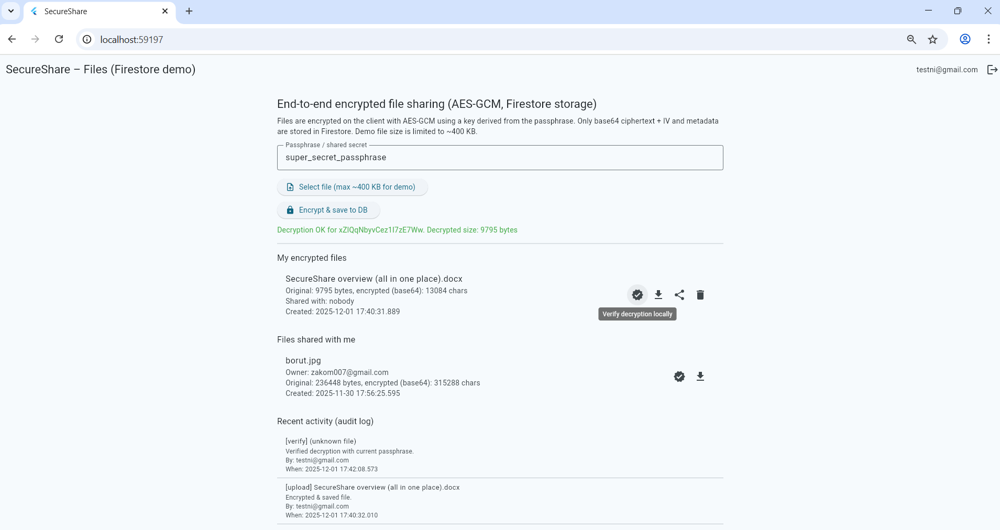 SecureShare
localhost:59197
SecureShare – Files (Firestore demo)
testni@gmail.com
End-to-end encrypted file sharing (AES-GCM, Firestore storage)
Files are encrypted on the client with AES-GCM using a key derived from the passphrase. Only base64 ciphertext + IV and metadata
are stored in Firestore. Demo file size is limited to ~400 KB.
Passphrase / shared secret
super_secret_passphrase
Select file (max ~400 KB for demo)
Encrypt & save to DB
Decryption OK for xZlQqNbyvCez1I7zE7Ww. Decrypted size: 9795 bytes
My encrypted files
SecureShare overview (all in one place).docx
Original: 9795 bytes, encrypted (base64): 13084 chars
Shared with: nobody
Created: 2025-12-01 17:40:31.889
Verify decryption locally
Files shared with me
borut.jpg
Owner: zakom007@gmail.com
Original: 236448 bytes, encrypted (base64): 315288 chars
Created: 2025-11-30 17:56:25.595
Recent activity (audit log)
[verify] (unknown file)
Verified decryption with current passphrase.
By: testni@gmail.com
When: 2025-12-01 17:42:08.573
[upload] SecureShare overview (all in one place).docx
Encrypted & saved file.
By: testni@gmail.com
When: 2025-12-01 17:40:32.010